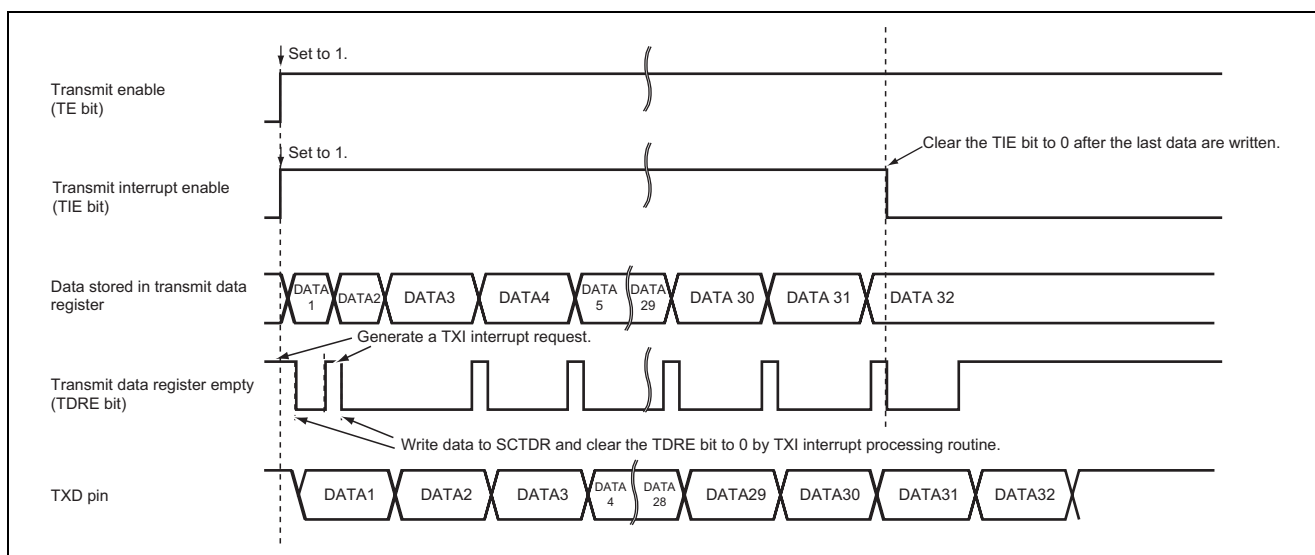 Set to 1.
Transmit enable
(TE bit)
Clear the TIE bit to 0 after the last data are written.
Set to 1.
Transmit interrupt enable
(TIE bit)
Data stored in transmit data
register
DATA
1
DATA2
DATA3
DATA4
DATA
5
DATA
29
DATA 30
DATA 31
DATA 32
Generate a TXI interrupt request.
Transmit data register empty
(TDRE bit)
Write data to SCTDR and clear the TDRE bit to 0 by TXI interrupt processing routine.
TXD pin
DATA1
DATA2
DATA3
DATA
4
DATA
28
DATA29
DATA30
DATA31
DATA32